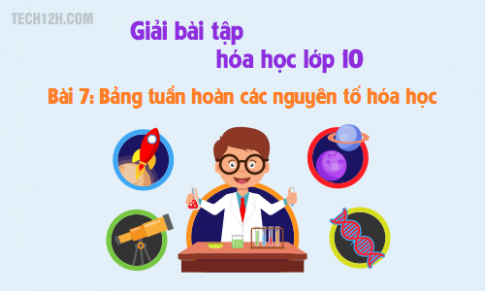 TECH12H.COM
Giải bài tập
hóa học lớp 10
Bài 7: Bảng tuần hoàn các nguyên tố hóa học